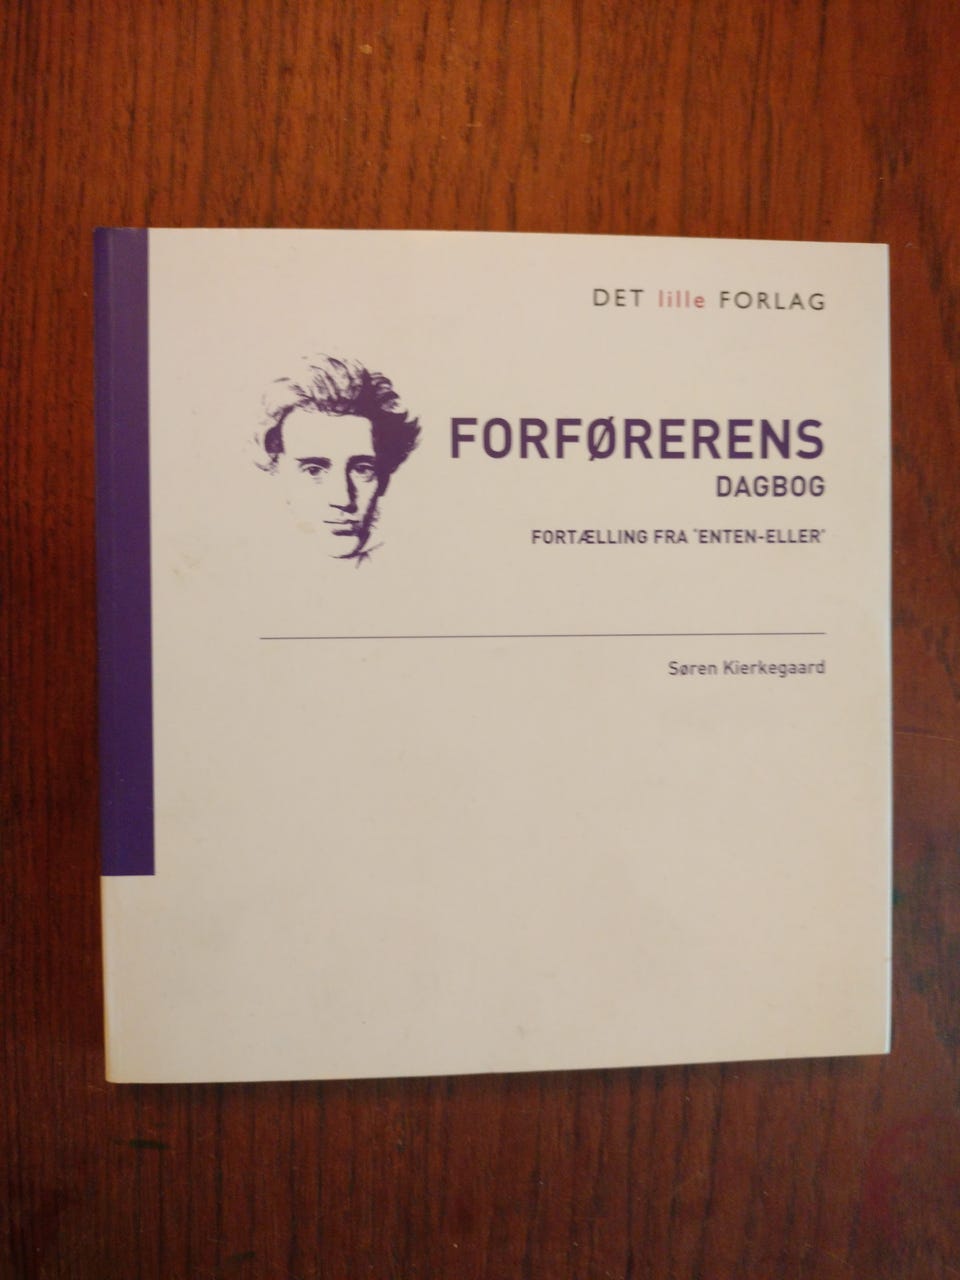 DET lille FORLAG
FORFØRERENS
DAGBOG
FORTÆLLING FRA "ENTEN-ELLER"
Søren Kierkegaard